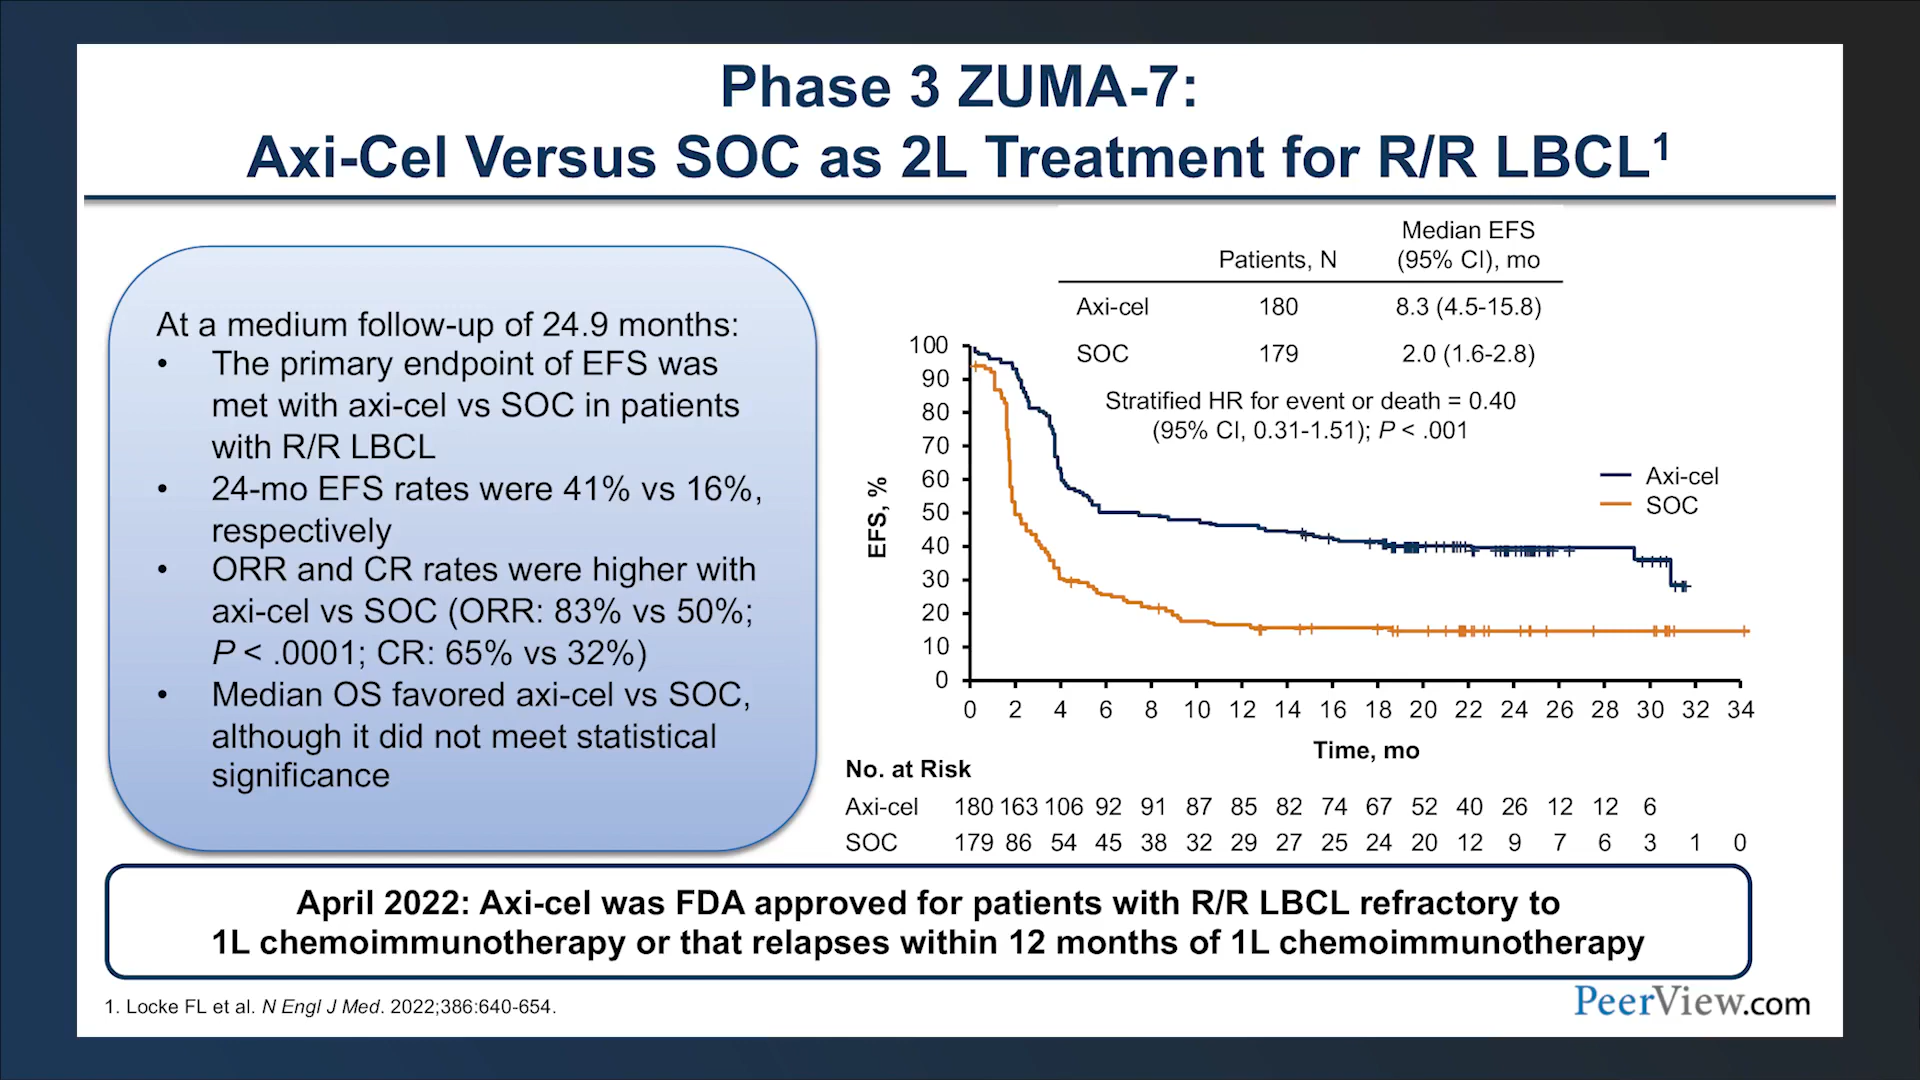 Phase 3 ZUMA-7:
Axi-Cel Versus SOC as 2L Treatment for R/R LBCL¹
At a medium follow-up of 24.9 months:
• The primary endpoint of EFS was
met with axi-cel vs SOC in patients
with R/R LBCL
• 24-mo EFS rates were 41% vs 16%,
respectively
• ORR and CR rates were higher with
axi-cel vs SOC (ORR: 83% vs 50%;
P < .0001; CR: 65% vs 32%)
• Median OS favored axi-cel vs SOC,
although it did not meet statistical
significance
Median EFS
Patients, N (95% CI), mo
Axi-cel 180 8.3 (4.5-15.8)
SOC 179 2.0 (1.6-2.8)
Stratified HR for event or death = 0.40
(95% CI, 0.31-1.51); P < .001
Axi-cel
SOC
EFS, %
100
90
80
70
60
50
40
30
20
10
0
0 2 4 6 8 10 12 14 16 18 20 22 24 26 28 30 32 34
Time, mo
No. at Risk
Axi-cel 180 163 106 92 91 87 85 82 74 67 52 40 26 12 12 6
SOC 179 86 54 45 38 32 29 27 25 24 20 12 9 7 6 3 1 0
April 2022: Axi-cel was FDA approved for patients with R/R LBCL refractory to
1L chemoimmunotherapy or that relapses within 12 months of 1L chemoimmunotherapy
1. Locke FL et al. N Engl J Med. 2022;386:640-654.
PeerView.com